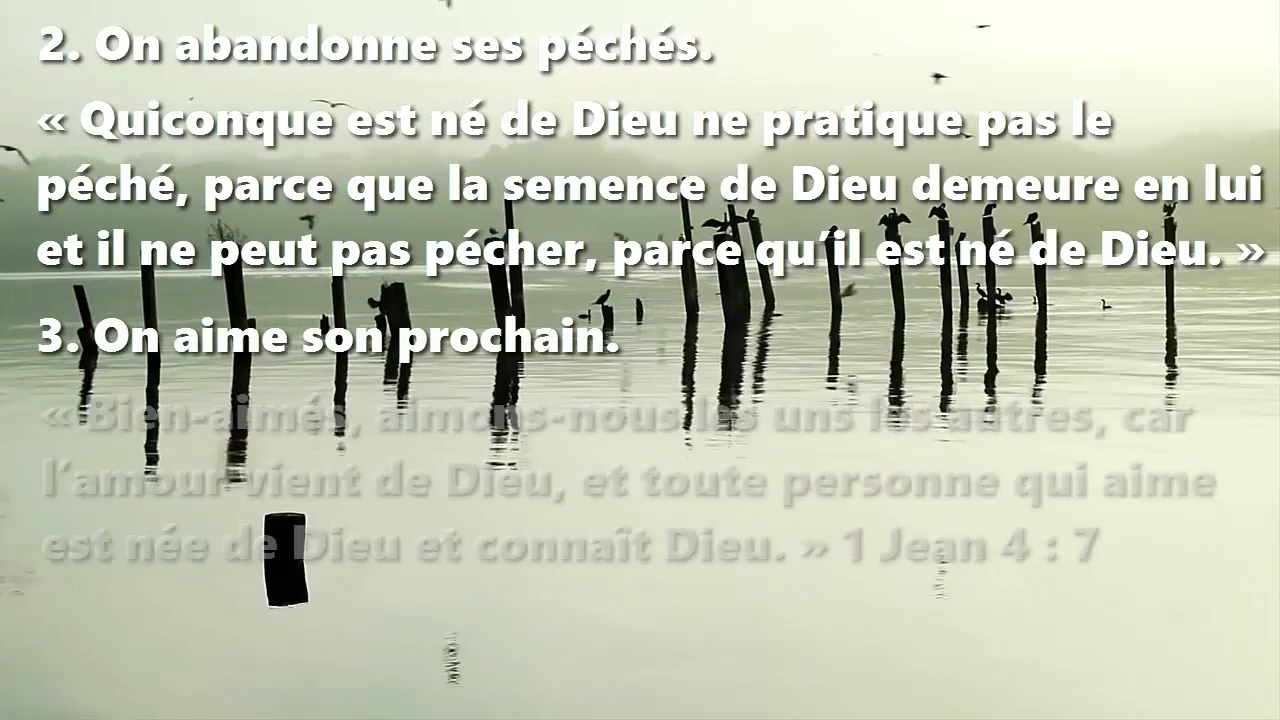 2. On abandonne ses péchés.
« Quiconque est né de Dieu ne pratique pas le
péché, parce que la semence de Dieu demeure en lui
et il ne peut pas pécher, parce qu’il est né de Dieu. »
3. On aime son prochain.
« Bien-aimés, aimons-nous les uns les autres, car
l’amour vient de Dieu, et toute personne qui aime
est née de Dieu et connaît Dieu. » 1 Jean 4 : 7